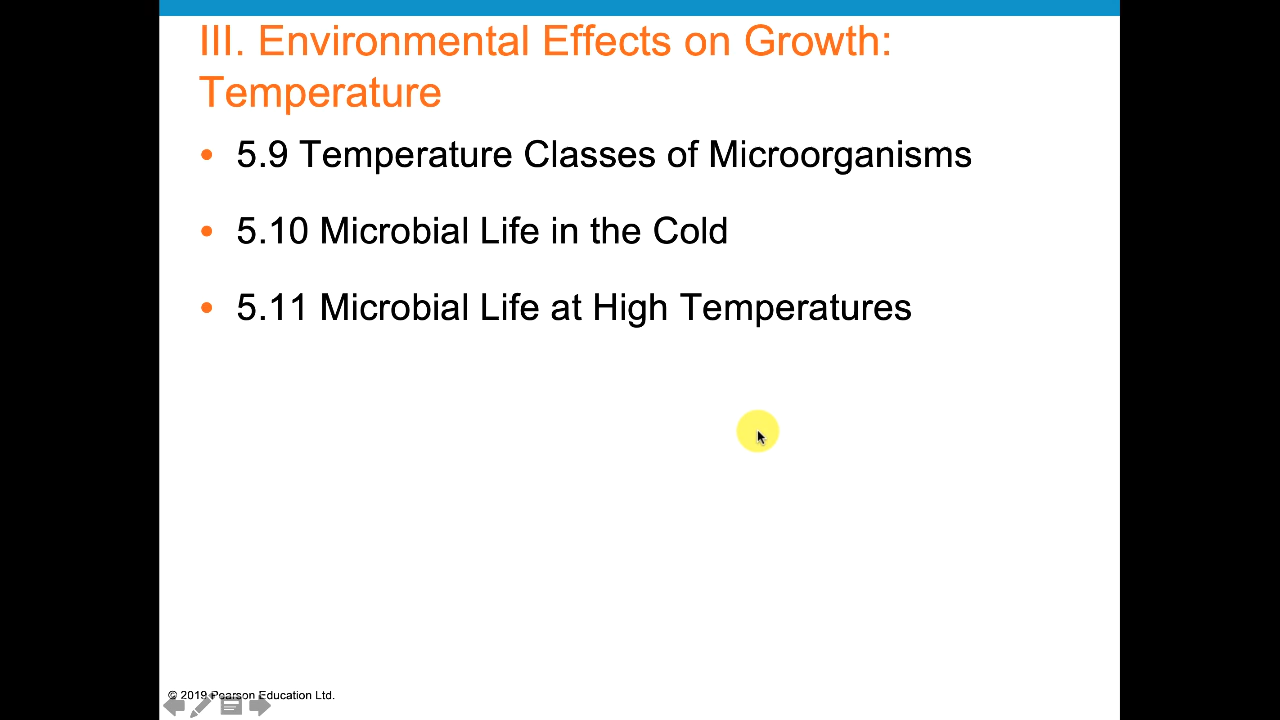 III. Environmental Effects on Growth:
Temperature
• 5.9 Temperature Classes of Microorganisms
• 5.10 Microbial Life in the Cold
• 5.11 Microbial Life at High Temperatures
© 2019 Pearson Education Ltd.